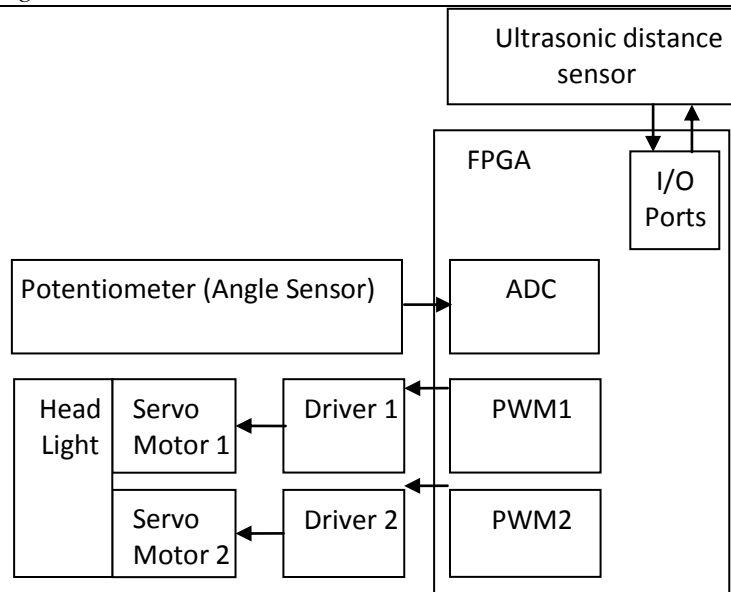 Ultrasonic distance
sensor
FPGA
I/O
Ports
Potentiometer (Angle Sensor)
ADC
Head
Light
Servo
Motor 1
Driver 1
PWM1
Servo
Motor 2
Driver 2
PWM2